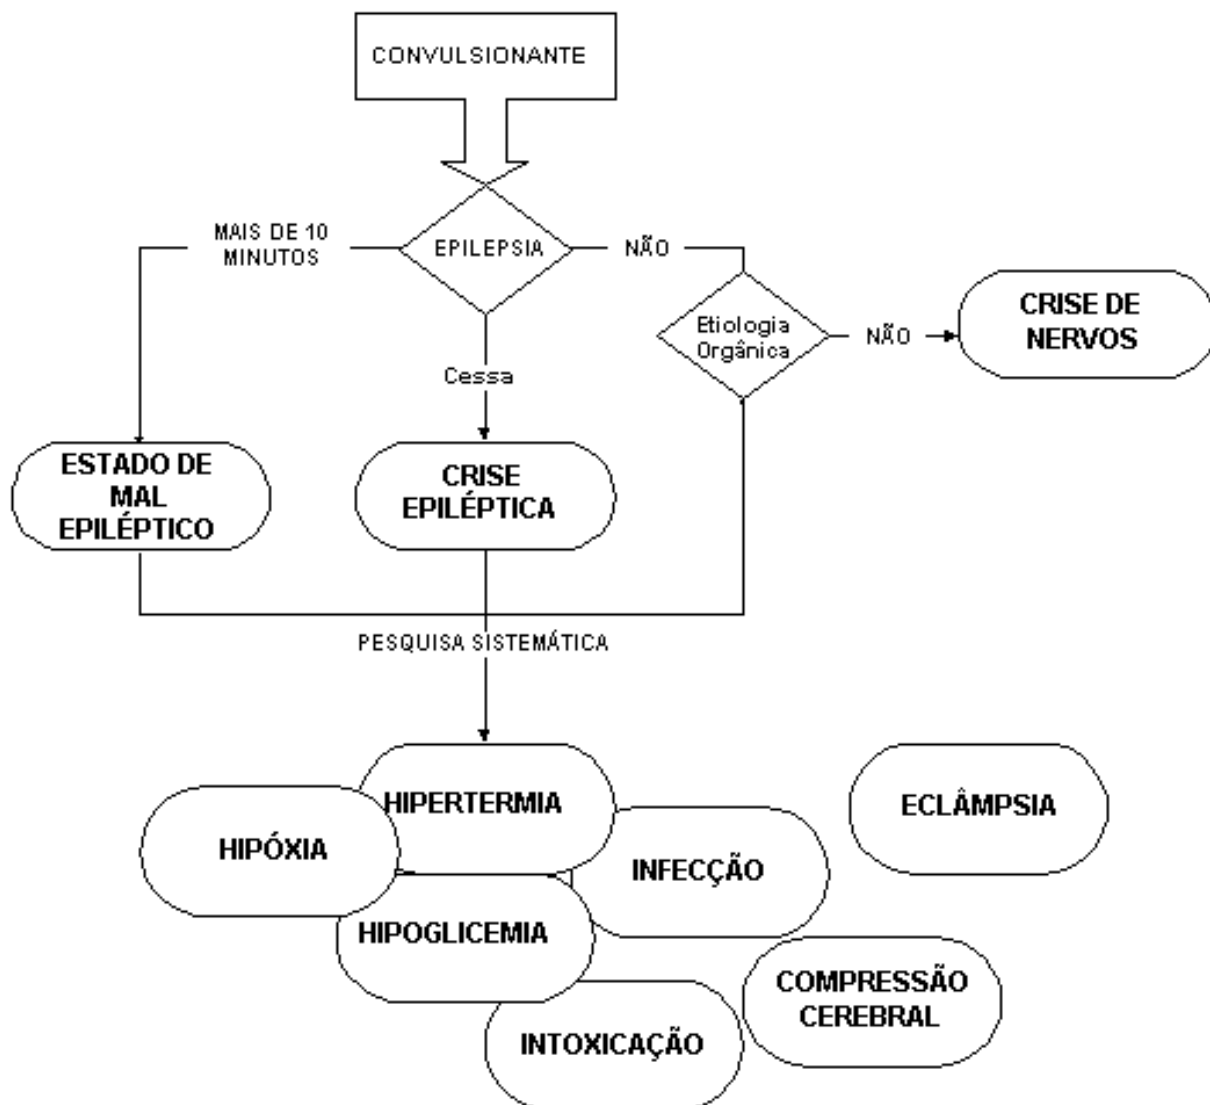 CONVULSIONANTE
MAIS DE 10
MINUTOS
EPILEPSIA
NÃO
Etiologia
Orgânica
NÃO
CRISE DE
NERVOS
Cessa
ESTADO DE
MAL
EPILÉPTICO
CRISE
EPILÉPTICA
PESQUISA SISTEMÁTICA
HIPERTERMIA
ECLÂMPSIA
HIPÓXIA
INFECÇÃO
HIPOGLICEMIA
COMPRESSÃO
CEREBRAL
INTOXICAÇÃO